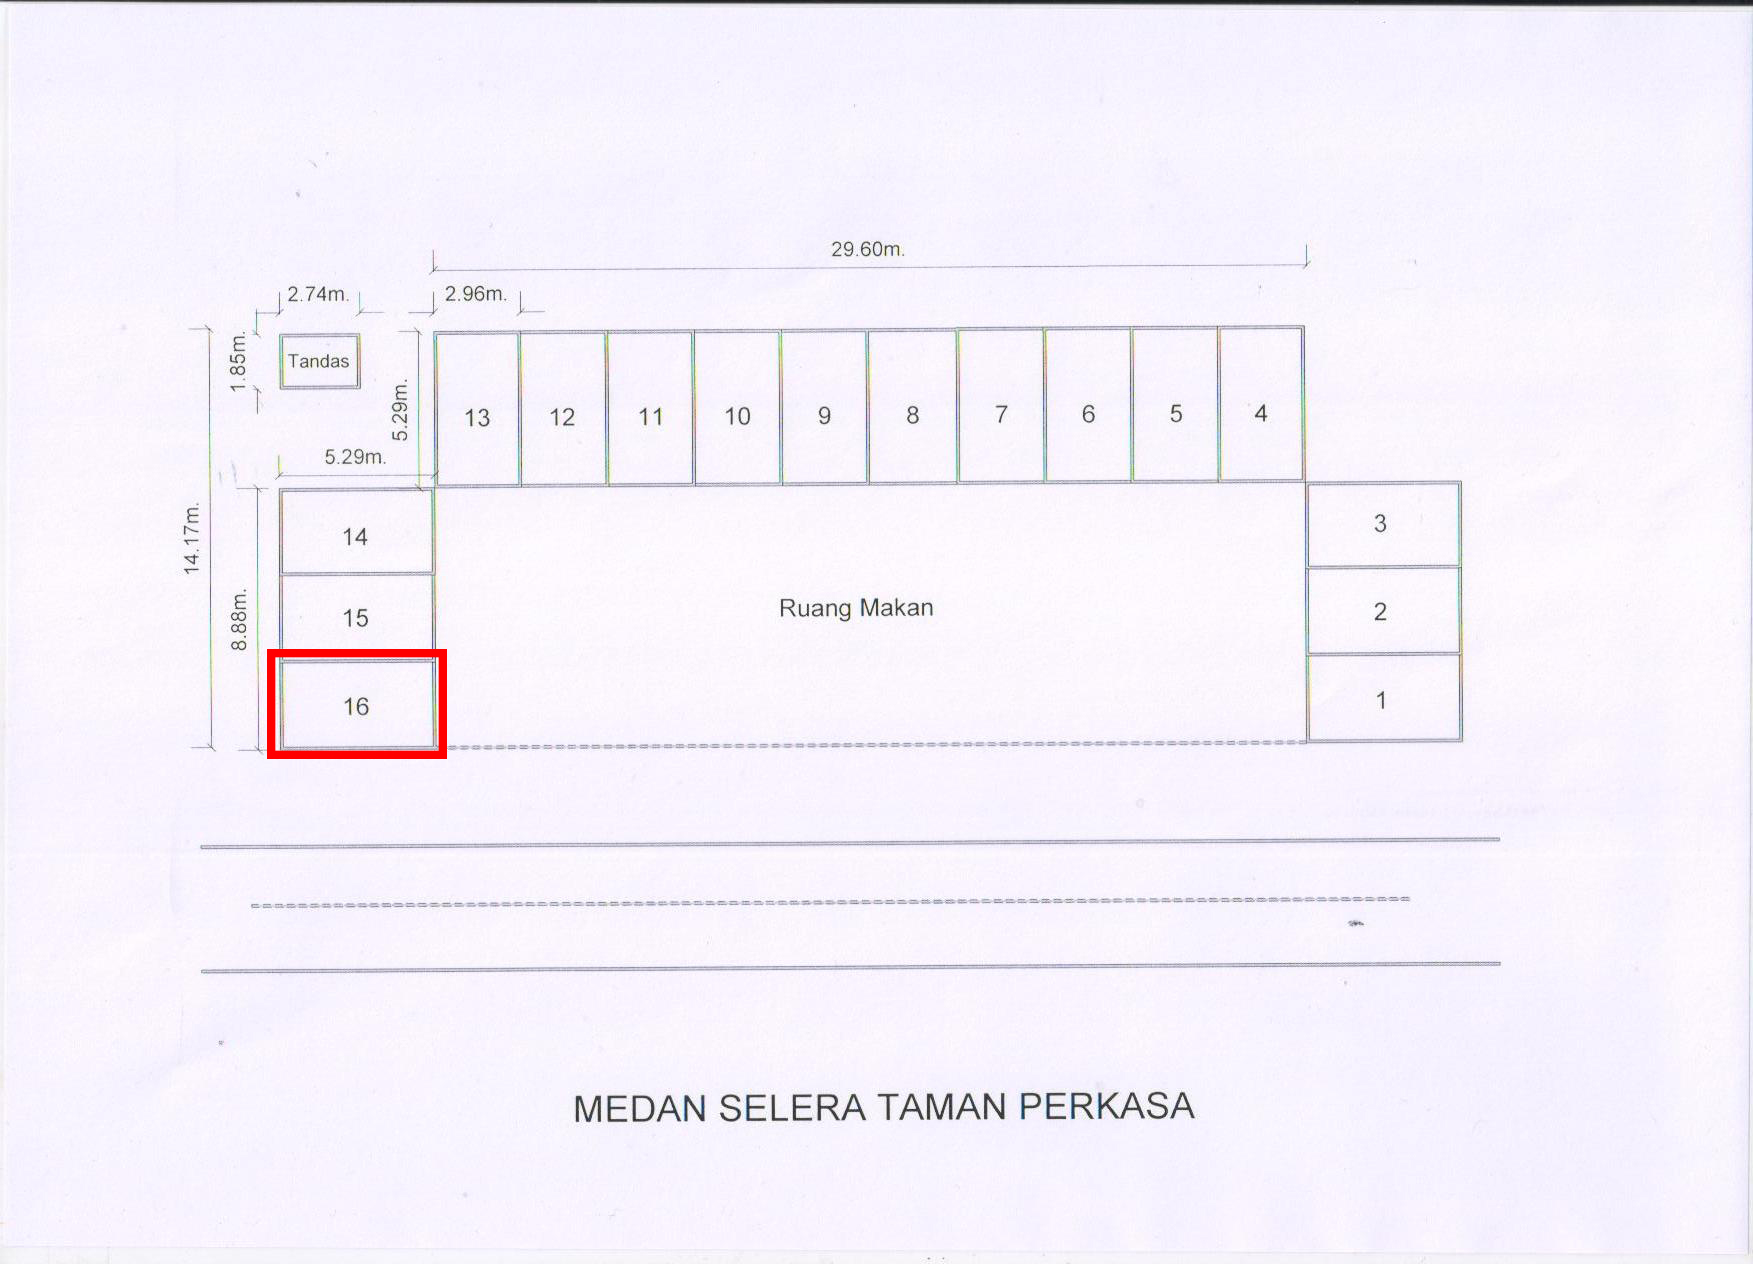 29.60m.
2.74m.
2.96m.
1.85m.
Tandas
5.29m.
13 12 11 10 9 8 7 6 5 4
5.29m.
14.17m.
8.88m.
14
15
16
Ruang Makan
3
2
1
MEDAN SELERA TAMAN PERKASA